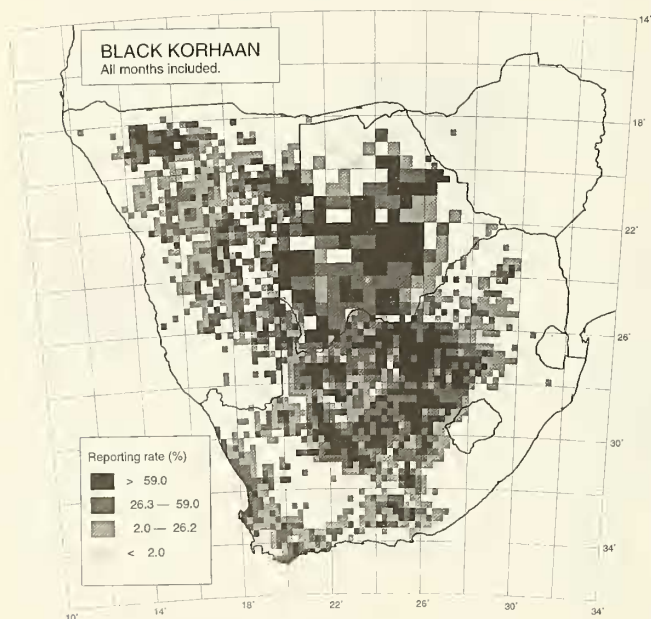 BLACK KORHAAN
All months included.
14°
18°
22°
26°
30°
34°
Reporting rate (%)
> 59.0
26.3 — 59.0
2.0 — 26.2
< 2.0
10° 14° 18° 22° 26° 30° 34°